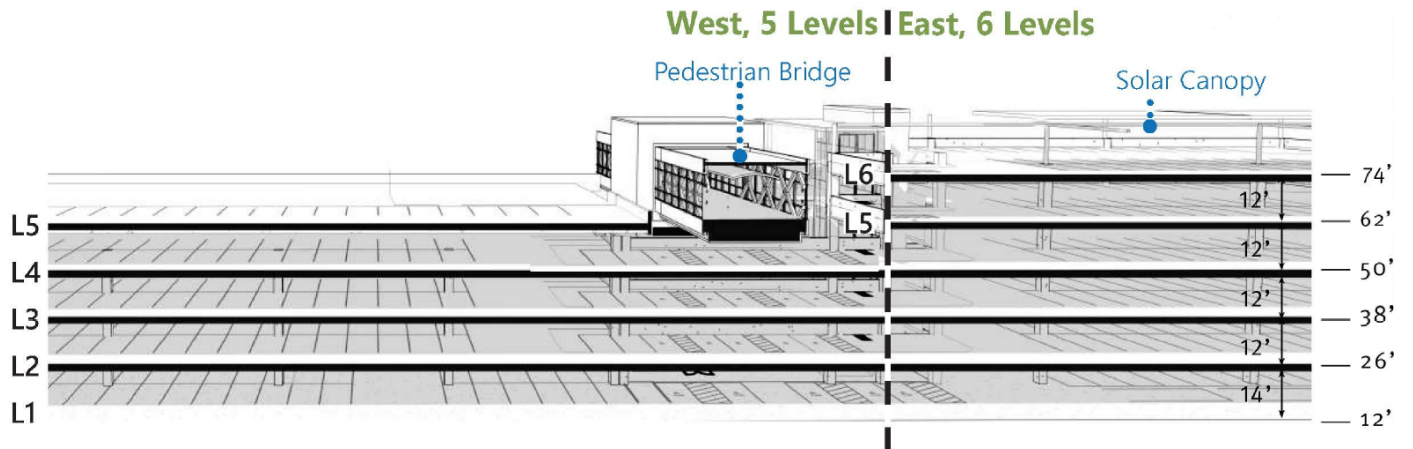 West, 5 Levels East, 6 Levels
Pedestrian Bridge
Solar Canopy
L6 74'
12'
L5 L5 62'
12'
L4 50'
12'
L3 38'
12'
L2 26'
14'
L1 12'